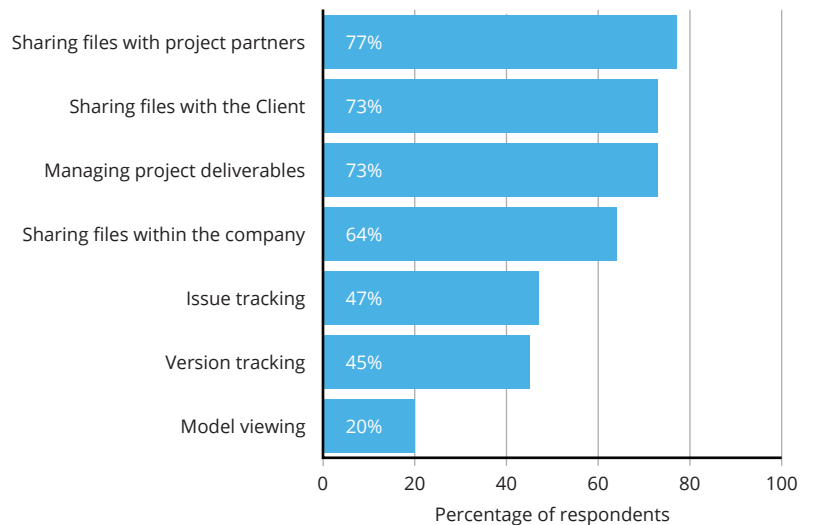 Sharing files with project partners 77%
Sharing files with the Client 73%
Managing project deliverables 73%
Sharing files within the company 64%
Issue tracking 47%
Version tracking 45%
Model viewing 20%
0 20 40 60 80 100
Percentage of respondents